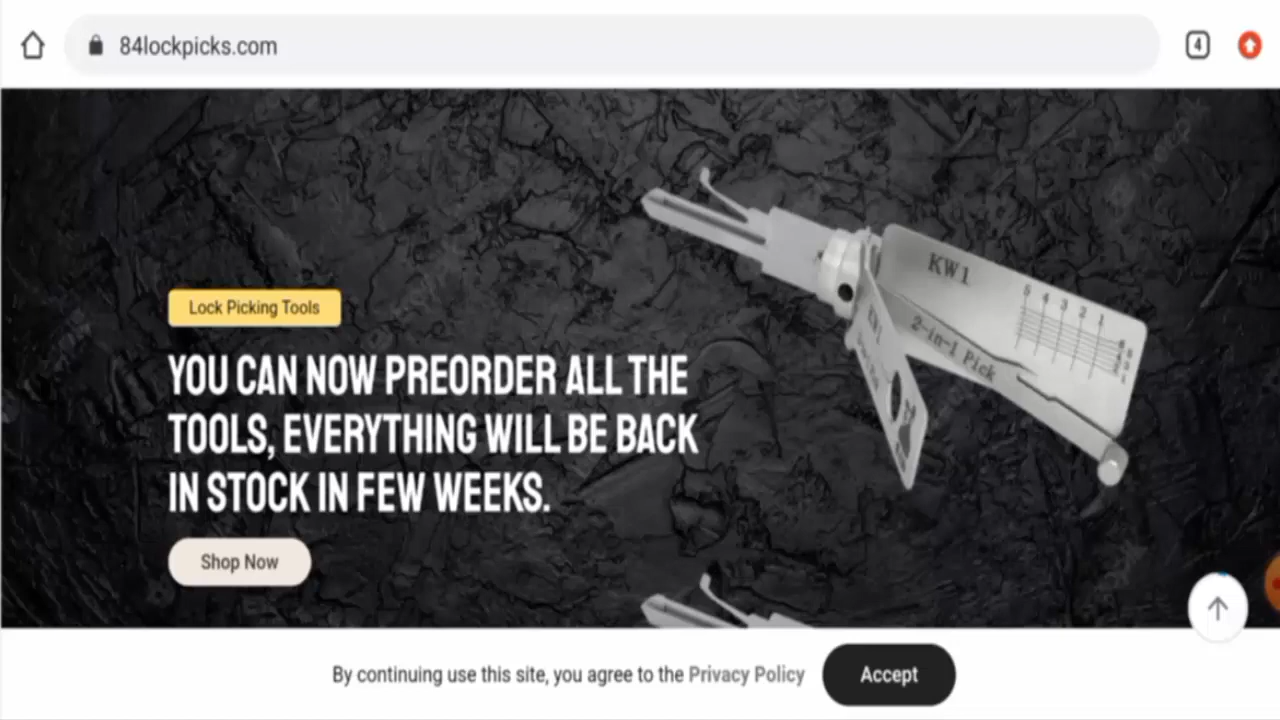 84lockpicks.com
4
KW1
5 4 3 2 1
2-in-1 Pick
KW1
Lock Picking Tools
YOU CAN NOW PREORDER ALL THE
TOOLS, EVERYTHING WILL BE BACK
IN STOCK IN FEW WEEKS.
Shop Now
By continuing use this site, you agree to the Privacy Policy
Accept